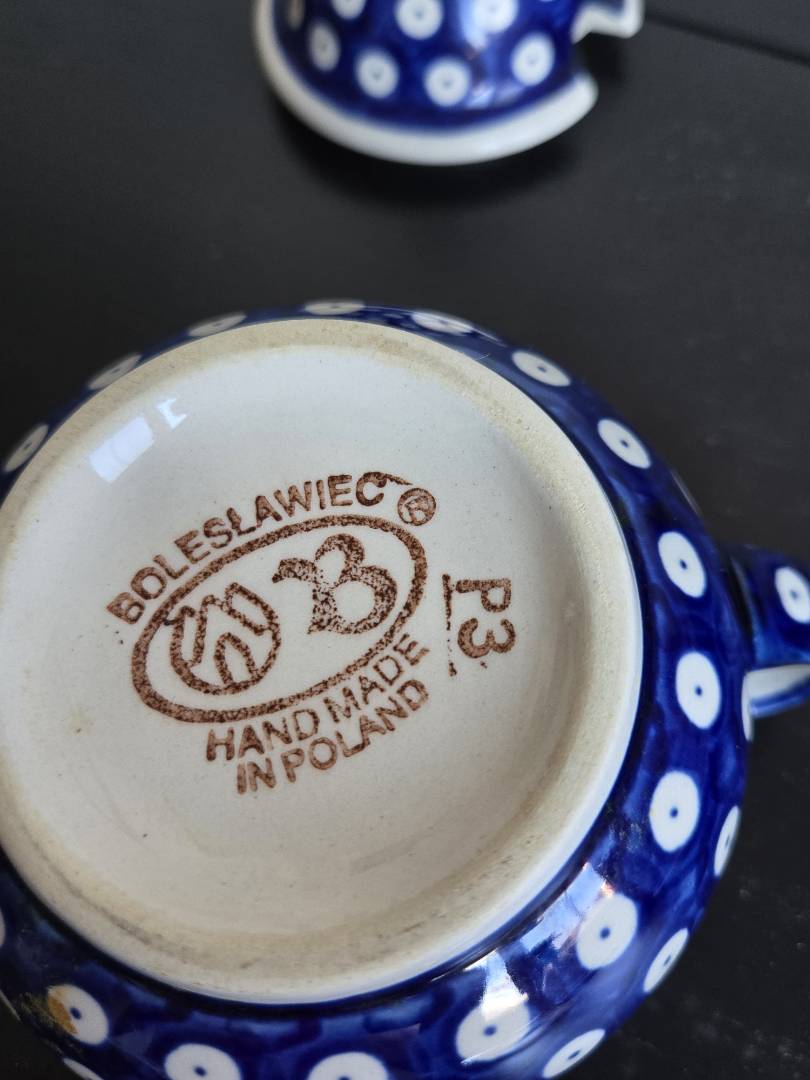 BOLESŁAWIEC ®
B
HAND MADE
IN POLAND
P3